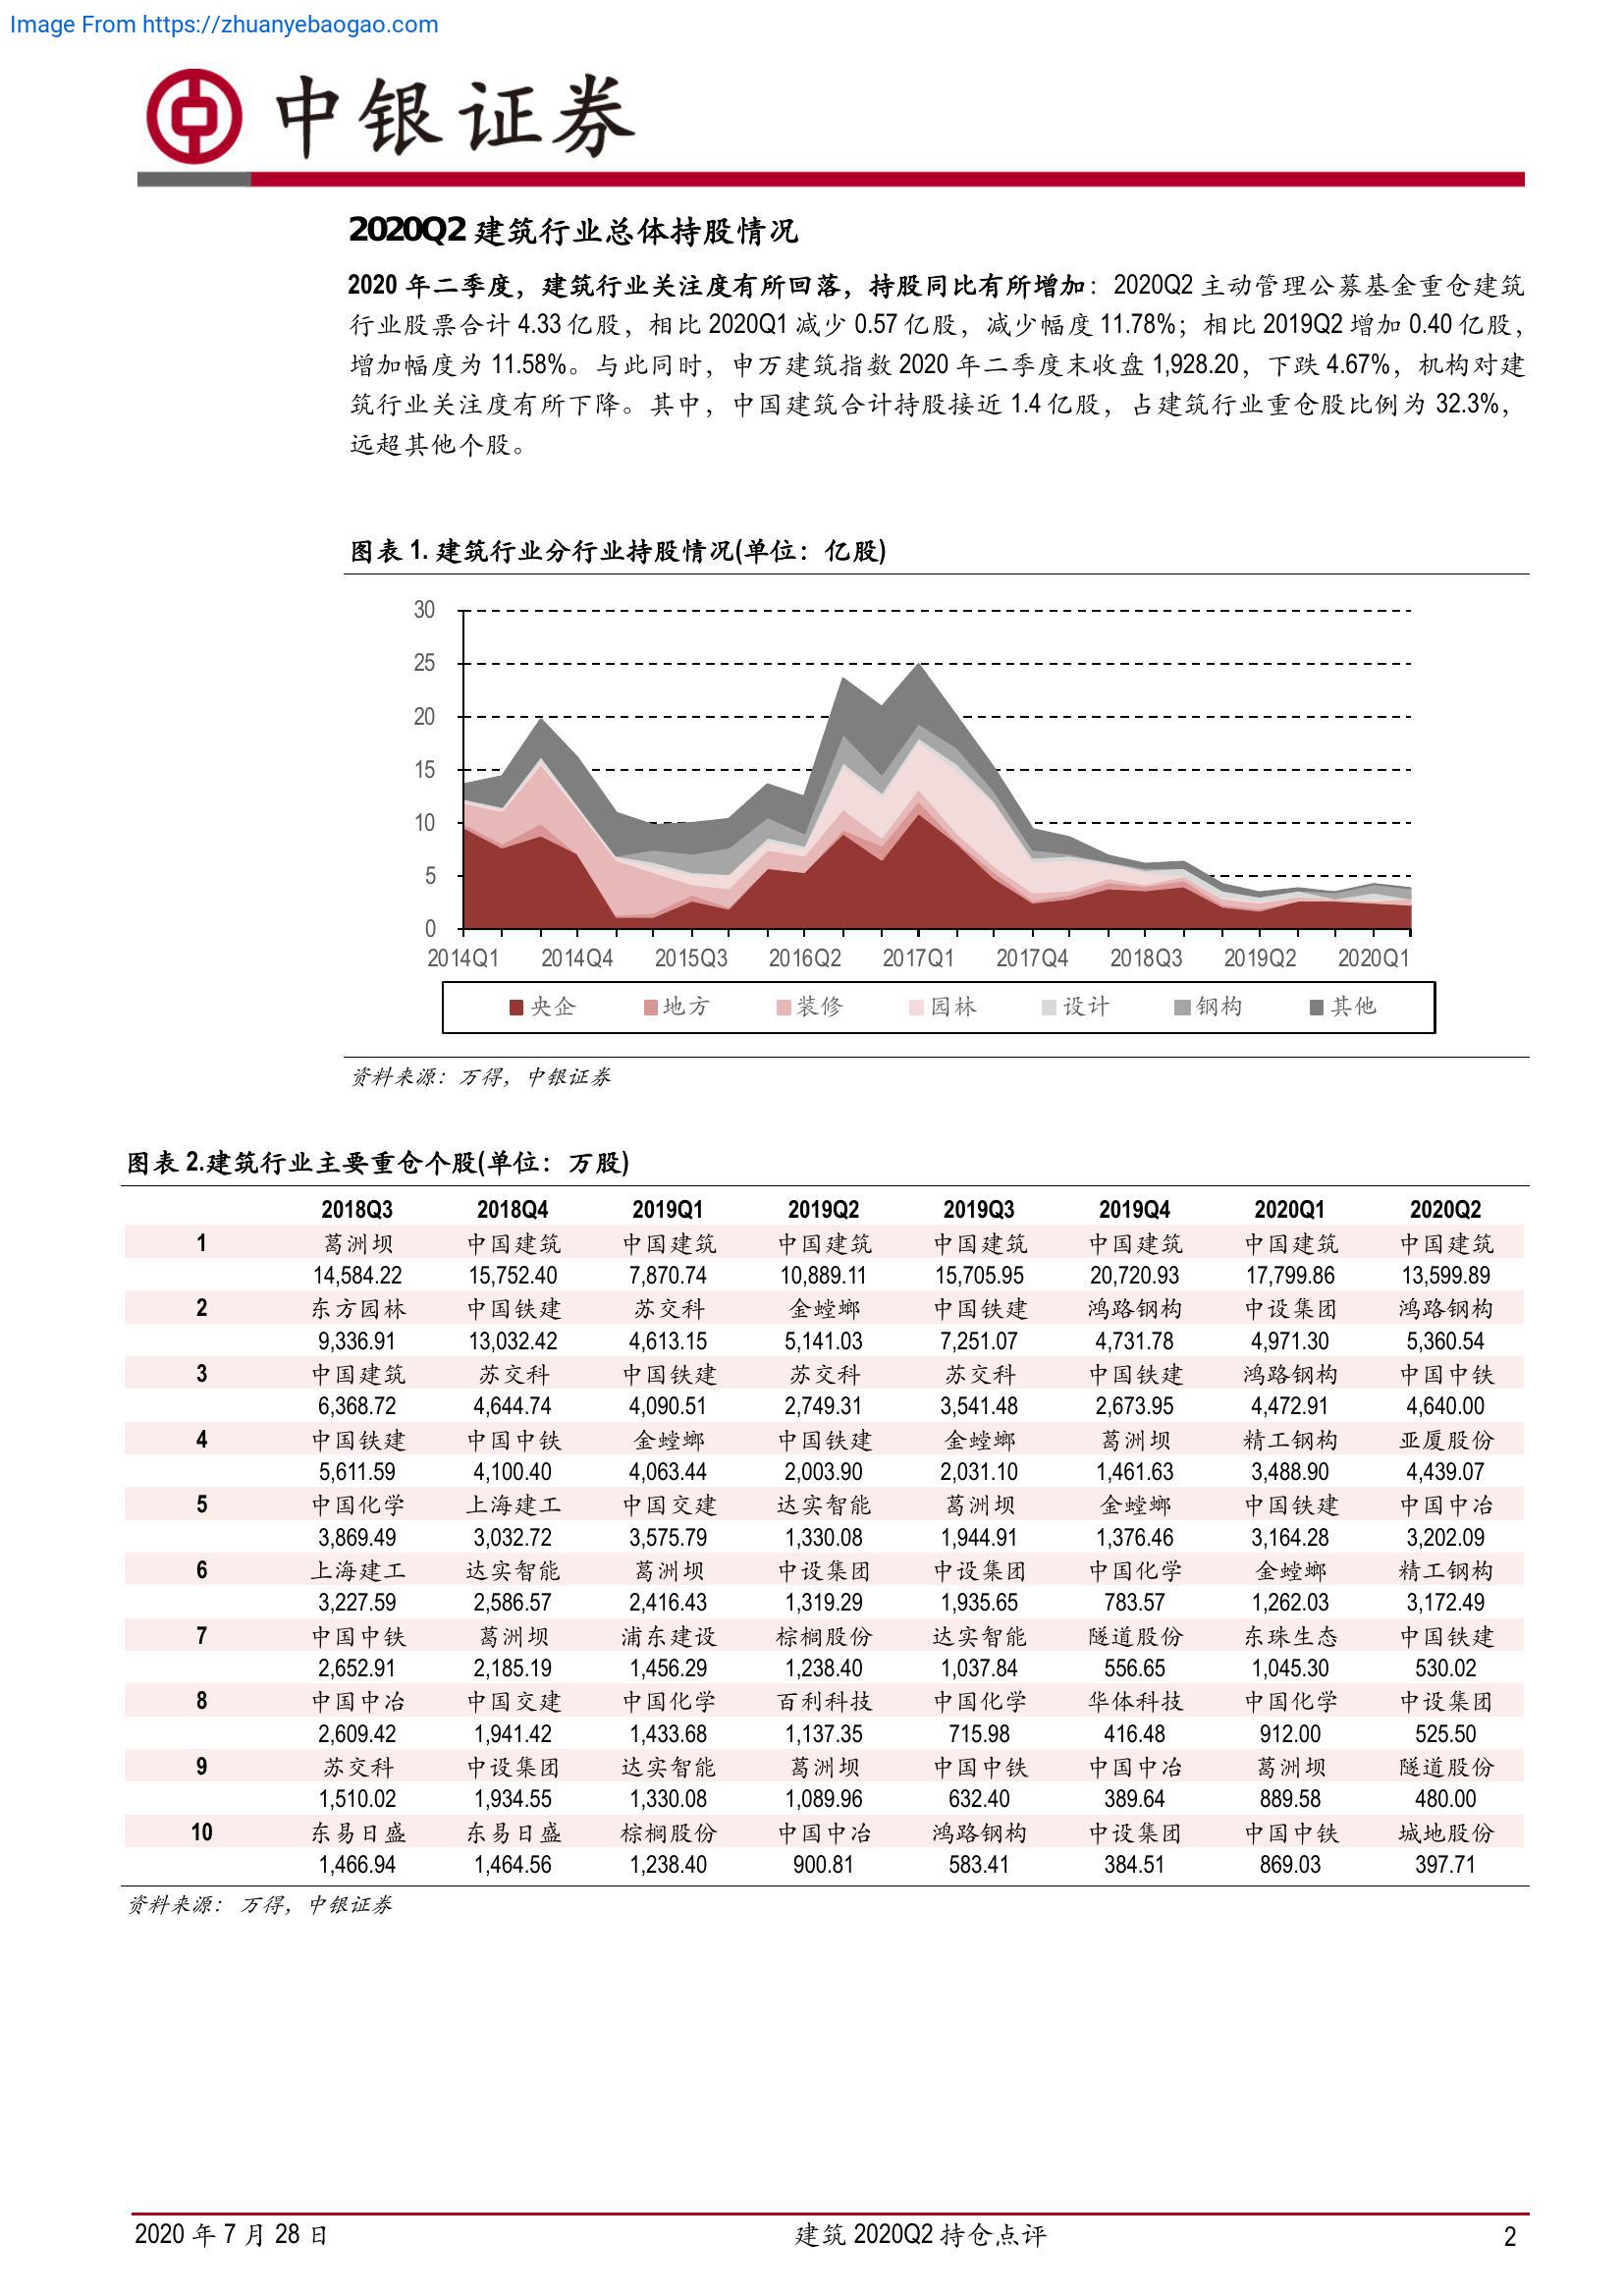 Image From https://zhuanyebaogao.com
中银证券
2020Q2 建筑行业总体持股情况
2020 年二季度，建筑行业关注度有所回落，持股同比有所增加：2020Q2 主动管理公募基金重仓建筑
行业股票合计 4.33 亿股，相比 2020Q1 减少 0.57 亿股，减少幅度 11.78%；相比 2019Q2 增加 0.40 亿股，
增加幅度为 11.58%。与此同时，申万建筑指数 2020 年二季度末收盘 1,928.20，下跌 4.67%，机构对建
筑行业关注度有所下降。其中，中国建筑合计持股接近 1.4 亿股，占建筑行业重仓股比例为 32.3%，
远超其他个股。
图表 1. 建筑行业分行业持股情况(单位：亿股)
30
25
20
15
10
5
0
2014Q1 2014Q4 2015Q3 2016Q2 2017Q1 2017Q4 2018Q3 2019Q2 2020Q1
央企 地方 装修 园林 设计 钢构 其他
资料来源：万得，中银证券
图表 2.建筑行业主要重仓个股(单位：万股)
2018Q3 2018Q4 2019Q1 2019Q2 2019Q3 2019Q4 2020Q1 2020Q2
1 葛洲坝 中国建筑 中国建筑 中国建筑 中国建筑 中国建筑 中国建筑 中国建筑
14,584.22 15,752.40 7,870.74 10,889.11 15,705.95 20,720.93 17,799.86 13,599.89
2 东方园林 中国铁建 苏交科 金螳螂 中国铁建 鸿路钢构 中设集团 鸿路钢构
9,336.91 13,032.42 4,613.15 5,141.03 7,251.07 4,731.78 4,971.30 5,360.54
3 中国建筑 苏交科 中国铁建 苏交科 苏交科 中国铁建 鸿路钢构 中国中铁
6,368.72 4,644.74 4,090.51 2,749.31 3,541.48 2,673.95 4,472.91 4,640.00
4 中国铁建 中国中铁 金螳螂 中国铁建 金螳螂 葛洲坝 精工钢构 亚厦股份
5,611.59 4,100.40 4,063.44 2,003.90 2,031.10 1,461.63 3,488.90 4,439.07
5 中国化学 上海建工 中国交建 达实智能 葛洲坝 金螳螂 中国铁建 中国中冶
3,869.49 3,032.72 3,575.79 1,330.08 1,944.91 1,376.46 3,164.28 3,202.09
6 上海建工 达实智能 葛洲坝 中设集团 中设集团 中国化学 金螳螂 精工钢构
3,227.59 2,586.57 2,416.43 1,319.29 1,935.65 783.57 1,262.03 3,172.49
7 中国中铁 葛洲坝 浦东建设 棕榈股份 达实智能 隧道股份 东珠生态 中国铁建
2,652.91 2,185.19 1,456.29 1,238.40 1,037.84 556.65 1,045.30 530.02
8 中国中冶 中国交建 中国化学 百利科技 中国化学 华体科技 中国化学 中设集团
2,609.42 1,941.42 1,433.68 1,137.35 715.98 416.48 912.00 525.50
9 苏交科 中设集团 达实智能 葛洲坝 中国中铁 中国中冶 葛洲坝 隧道股份
1,510.02 1,934.55 1,330.08 1,089.96 632.40 389.64 889.58 480.00
10 东易日盛 东易日盛 棕榈股份 中国中冶 鸿路钢构 中设集团 中国中铁 城地股份
1,466.94 1,464.56 1,238.40 900.81 583.41 384.51 869.03 397.71
资料来源： 万得，中银证券
2020 年 7 月 28 日 建筑 2020Q2 持仓点评 2